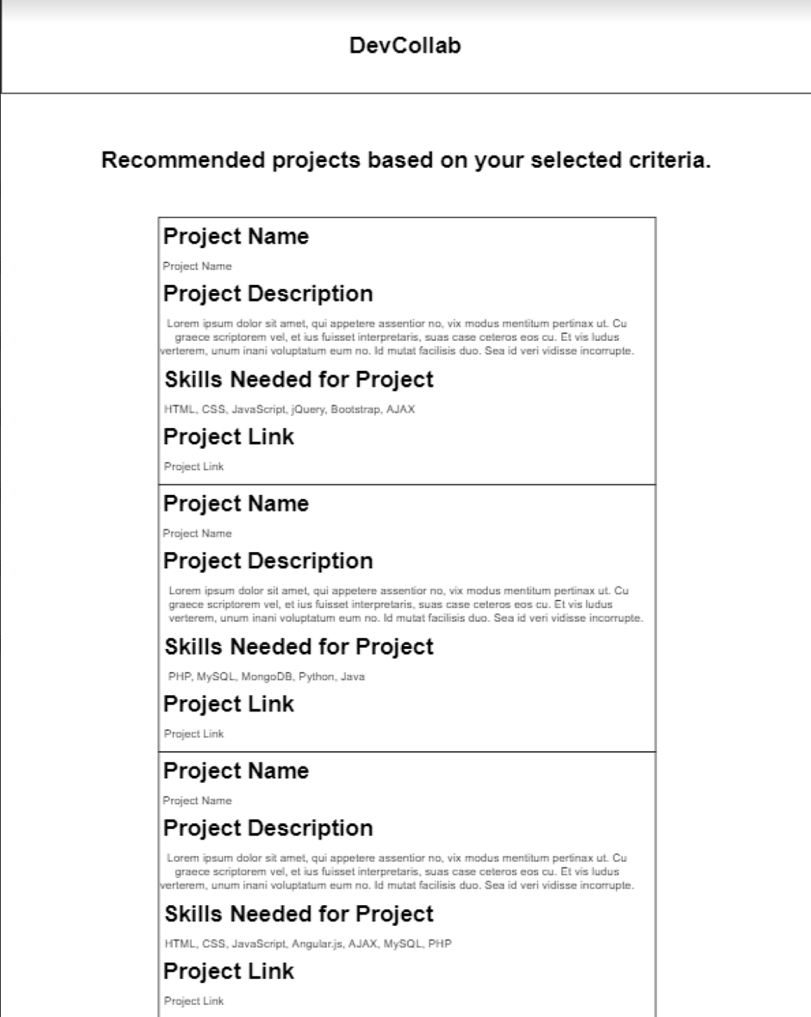 DevCollab
Recommended projects based on your selected criteria.
Project Name
Project Name
Project Description
Lorem ipsum dolor sit amet, qui appetere assentior no, vix modus mentitum pertinax ut. Cu
graece scriptorem vel, et ius fuisset interpretaris, suas case ceteros eos cu. Et vis ludus
verterem, unum inani voluptatum eum no. Id mutat facilisis duo. Sea id veri vidisse incorrupte.
Skills Needed for Project
HTML, CSS, JavaScript, jQuery, Bootstrap, AJAX
Project Link
Project Link
Project Name
Project Name
Project Description
Lorem ipsum dolor sit amet, qui appetere assentior no, vix modus mentitum pertinax ut. Cu
graece scriptorem vel, et ius fuisset interpretaris, suas case ceteros eos cu. Et vis ludus
verterem, unum inani voluptatum eum no. Id mutat facilisis duo. Sea id veri vidisse incorrupte.
Skills Needed for Project
PHP, MySQL, MongoDB, Python, Java
Project Link
Project Link
Project Name
Project Name
Project Description
Lorem ipsum dolor sit amet, qui appetere assentior no, vix modus mentitum pertinax ut. Cu
graece scriptorem vel, et ius fuisset interpretaris, suas case ceteros eos cu. Et vis ludus
verterem, unum inani voluptatum eum no. Id mutat facilisis duo. Sea id veri vidisse incorrupte.
Skills Needed for Project
HTML, CSS, JavaScript, Angular.js, AJAX, MySQL, PHP
Project Link
Project Link